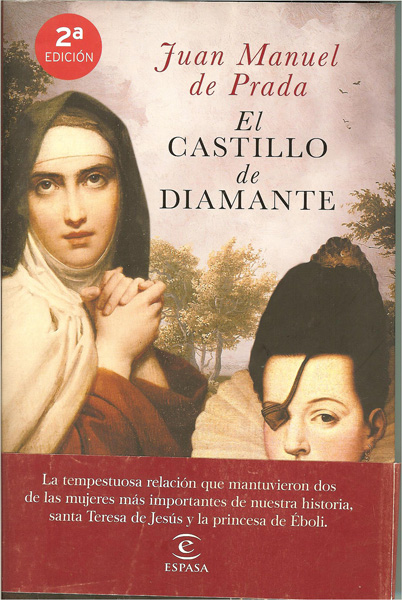 2ª
EDICIÓN
Juan Manuel
de Prada
El
CASTILLO
de
DIAMANTE
La tempestuosa relación que mantuvieron dos
de las mujeres más importantes de nuestra historia,
santa Teresa de Jesús y la princesa de Éboli.
e
ESPASA